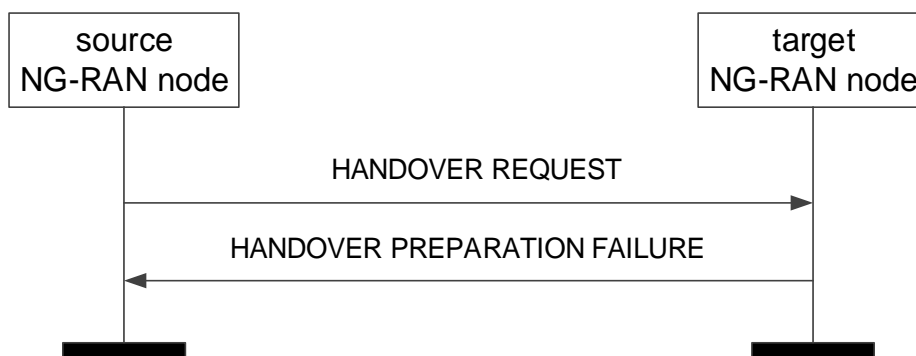 source
NG-RAN node
target
NG-RAN node
HANDOVER REQUEST
HANDOVER PREPARATION FAILURE